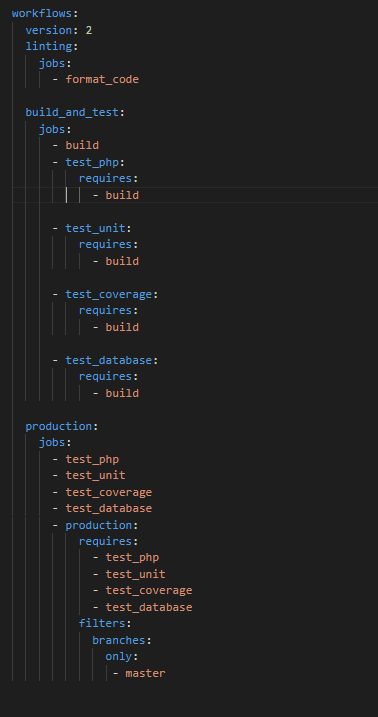 workflows:
  version: 2
  linting:
    jobs:
      - format_code

  build_and_test:
    jobs:
      - build
      - test_php:
          requires:
            - build

      - test_unit:
          requires:
            - build

      - test_coverage:
          requires:
            - build

      - test_database:
          requires:
            - build

  production:
    jobs:
      - test_php
      - test_unit
      - test_coverage
      - test_database
      - production:
          requires:
            - test_php
            - test_unit
            - test_coverage
            - test_database
          filters:
            branches:
              only:
                - master